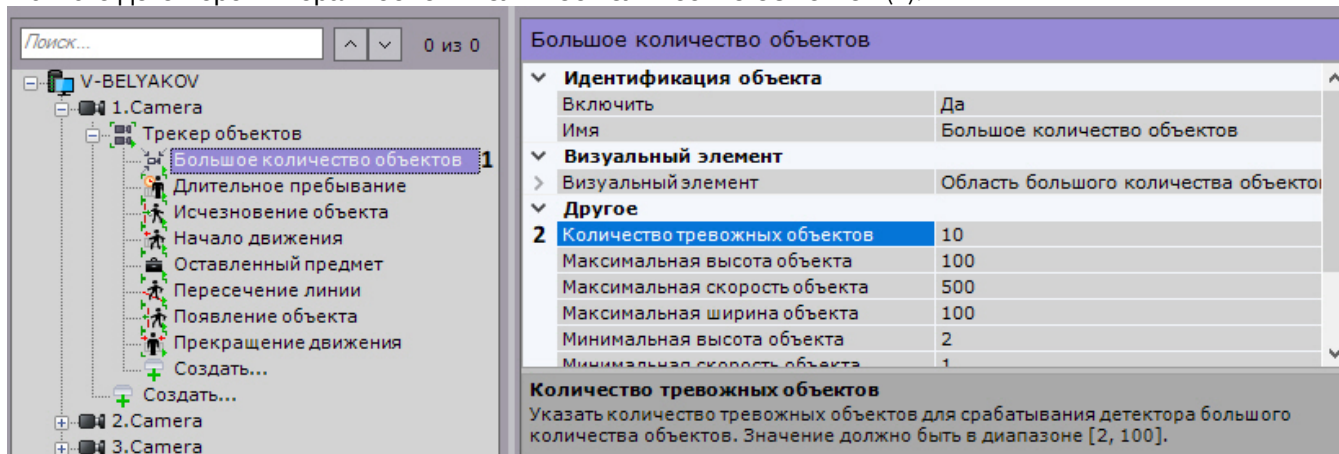 Поиск...
0 из 0
V-BELYAKOV
1.Camera
Трекер объектов
Большое количество объектов 1
Длительное пребывание
Исчезновение объекта
Начало движения
Оставленный предмет
Пересечение линии
Появление объекта
Прекращение движения
Создать...
Создать...
2.Camera
3.Camera
Большое количество объектов
Идентификация объекта
Включить Да
Имя Большое количество объектов
Визуальный элемент
Визуальный элемент Область большого количества объекто
Другое
2 Количество тревожных объектов 10
Максимальная высота объекта 100
Максимальная скорость объекта 500
Максимальная ширина объекта 100
Минимальная высота объекта 2
Минимальная скорость объекта 1
Количество тревожных объектов
Указать количество тревожных объектов для срабатывания детектора большого
количества объектов. Значение должно быть в диапазоне [2, 100].